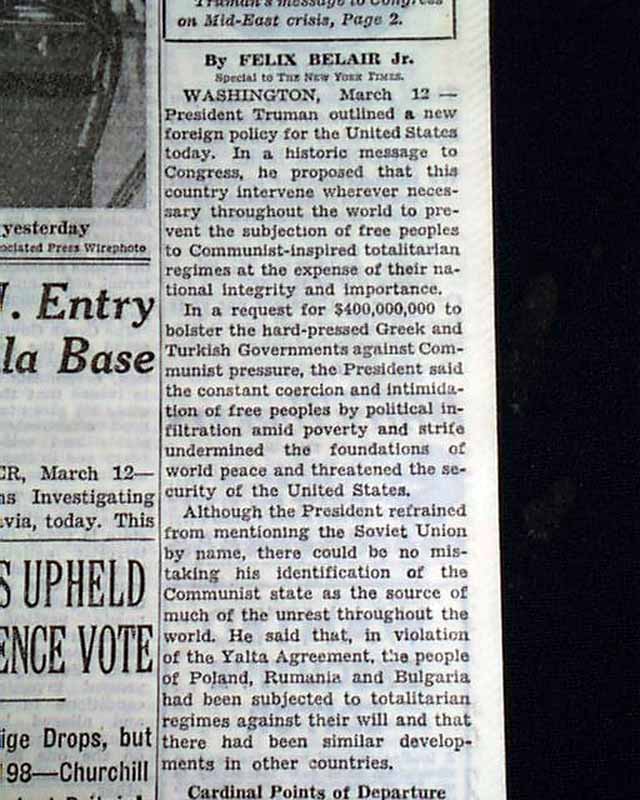 Truman's message to Congress
on Mid-East crisis, Page 2.
By FELIX BELAIR Jr.
Special to THE NEW YORK TIMES.
WASHINGTON, March 12 —
President Truman outlined a new
foreign policy for the United States
today. In a historic message to
Congress, he proposed that this
country intervene wherever neces-
sary throughout the world to pre-
vent the subjection of free peoples
to Communist-inspired totalitarian
regimes at the expense of their na-
tional integrity and importance.
In a request for $400,000,000 to
bolster the hard-pressed Greek and
Turkish Governments against Com-
munist pressure, the President said
the constant coercion and intimida-
tion of free peoples by political in-
filtration amid poverty and strife
undermined the foundations of
world peace and threatened the se-
curity of the United States.
Although the President refrained
from mentioning the Soviet Union
by name, there could be no mis-
taking his identification of the
Communist state as the source of
much of the unrest throughout the
world. He said that, in violation
of the Yalta Agreement, the people
of Poland, Rumania and Bulgaria
had been subjected to totalitarian
regimes against their will and that
there had been similar develop-
ments in other countries.
Cardinal Points of Departure
yesterday
ociated Press Wirephoto
. Entry
la Base
ER, March 12—
ns Investigating
avia, today. This
S UPHELD
ENCE VOTE
ige Drops, but
198—Churchill